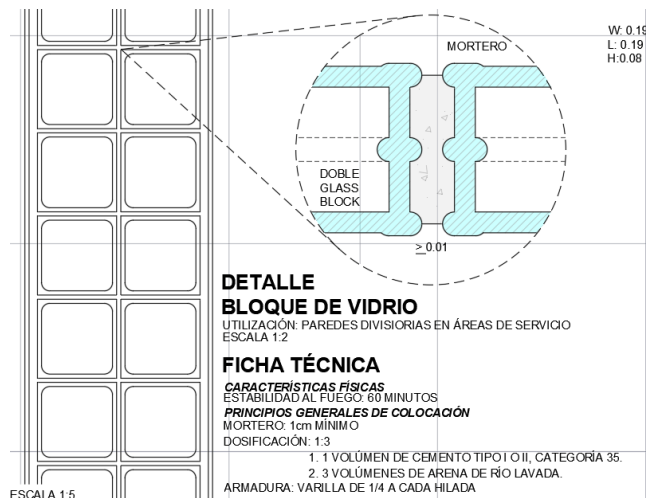 W: 0.19
L: 0.19
H:0.08
MORTERO
DOBLE
GLASS
BLOCK
> 0.01
DETALLE
BLOQUE DE VIDRIO
UTILIZACIÓN: PAREDES DIVISORIAS EN ÁREAS DE SERVICIO
ESCALA 1:2
FICHA TÉCNICA
CARACTERÍSTICAS FÍSICAS
ESTABILIDAD AL FUEGO: 60 MINUTOS
PRINCIPIOS GENERALES DE COLOCACIÓN
MORTERO: 1cm MÍNIMO
DOSIFICACIÓN: 1:3
1. 1 VOLÚMEN DE CEMENTO TIPO I O II, CATEGORÍA 35.
2. 3 VOLÚMENES DE ARENA DE RÍO LAVADA.
ARMADURA: VARILLA DE 1/4 A CADA HILADA
ESCALA 1:5